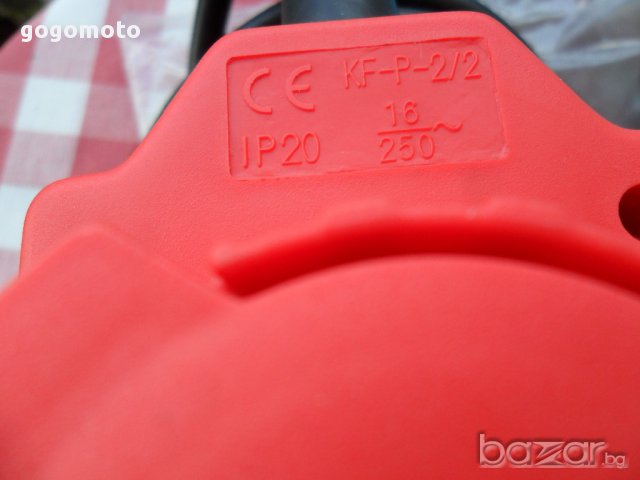 gogomoto
CE KF-P-2/2
IP20 16/250~
bazar.bg